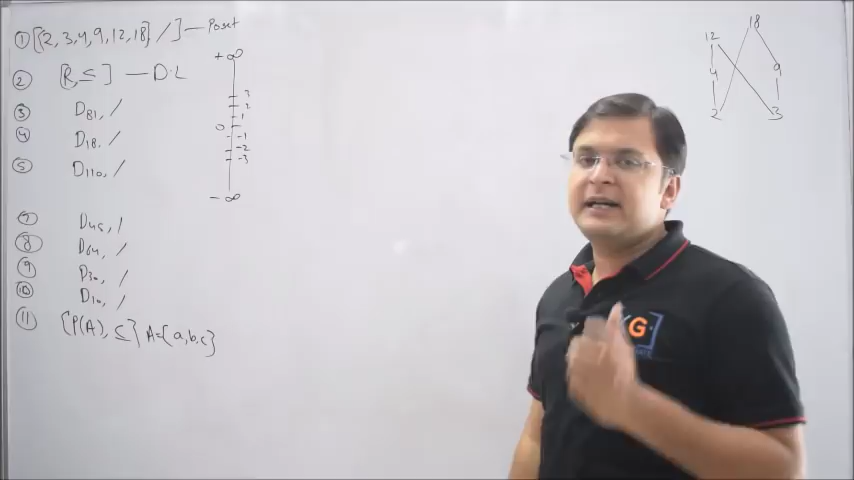 ① [{2,3,4,9,12,18}, /] — Poset
② [R, ≤] — D.L
③ D81, /
④ D18, /
⑤ D110, /
⑦ D45, /
⑧ D64, /
⑨ D30, /
⑩ D10, /
⑪ [P(A), ⊆] A={a,b,c}
+∞
3
2
1
0
-1
-2
-3
-∞
18
12
4 9
2 3
G